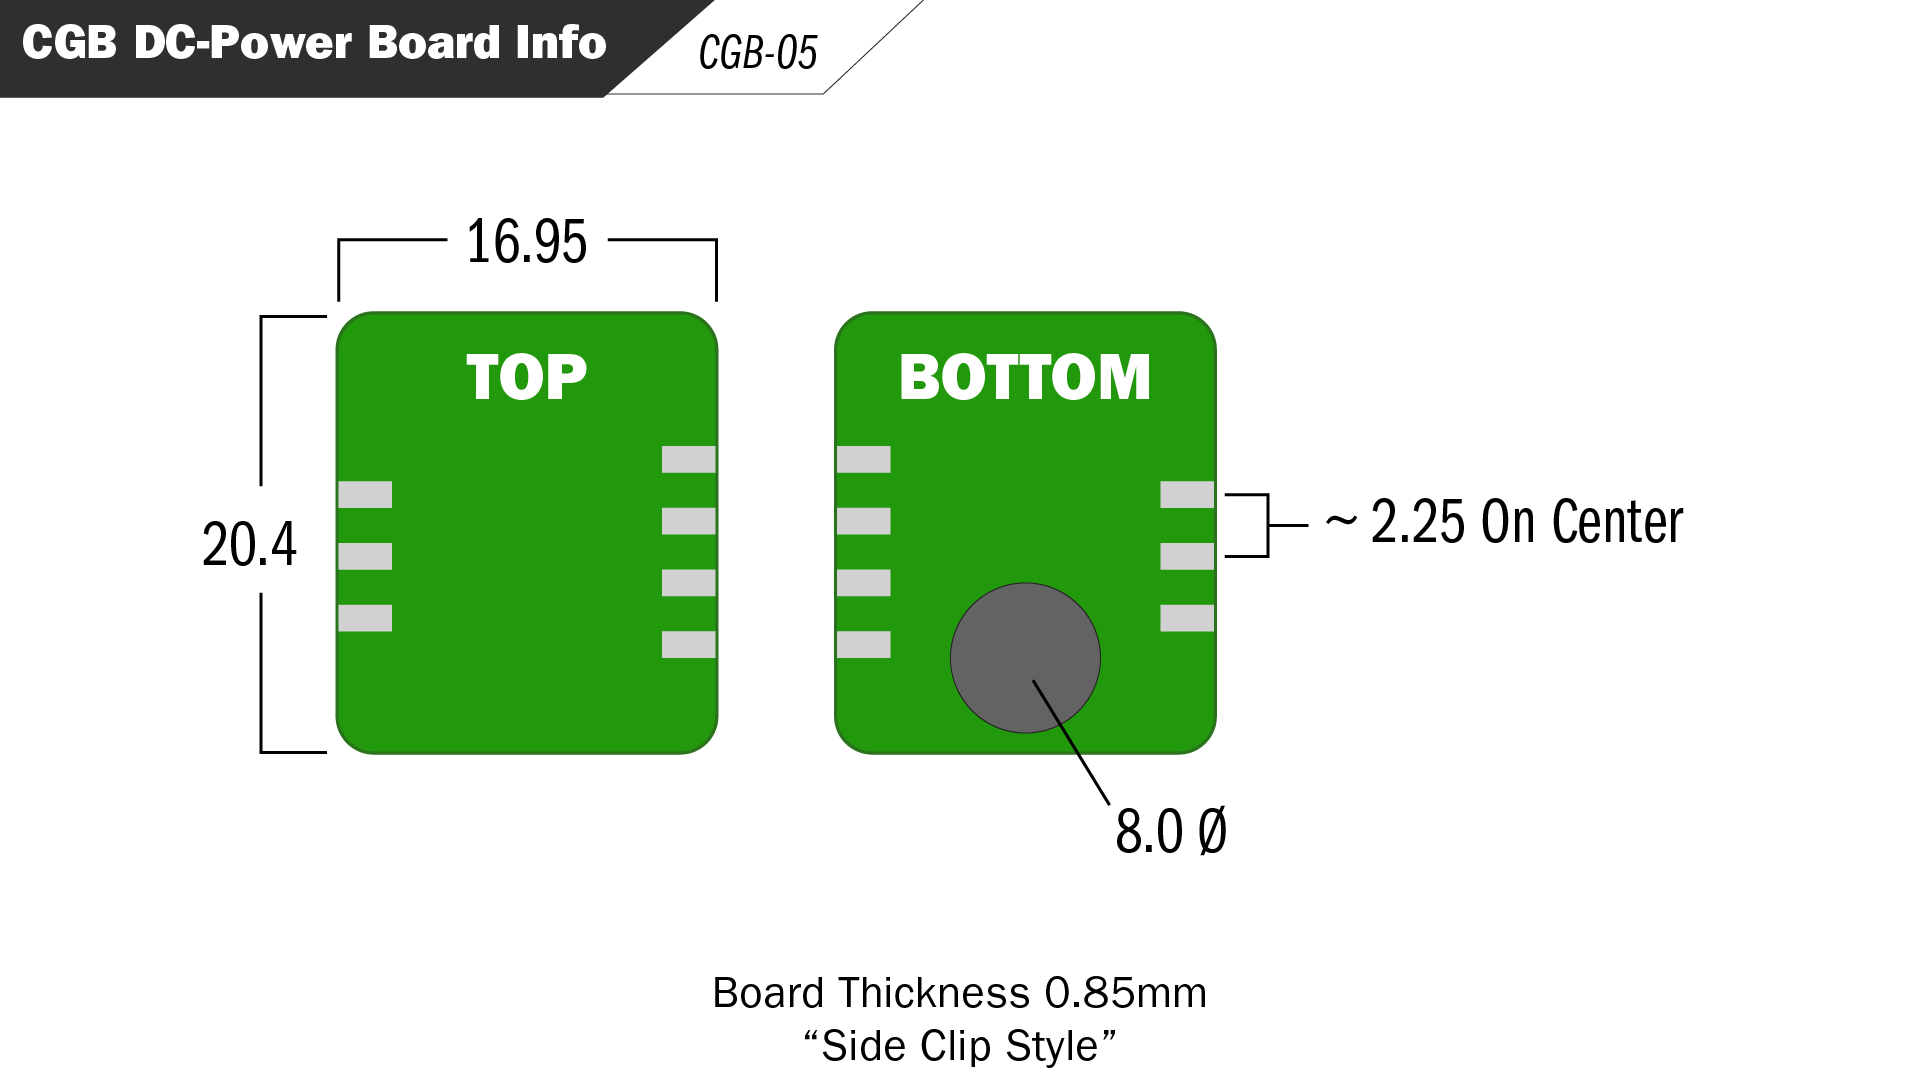 CGB DC-Power Board Info
CGB-05
16.95
TOP
BOTTOM
20.4
~ 2.25 On Center
8.0 Ø
Board Thickness 0.85mm
“Side Clip Style”